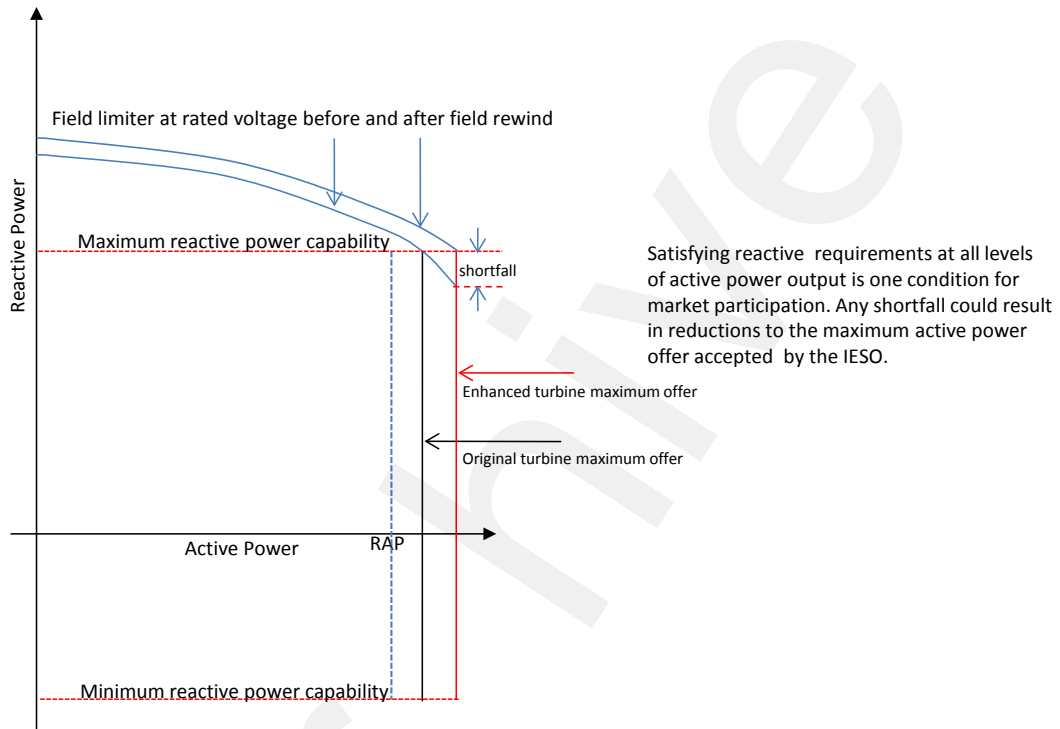 Field limiter at rated voltage before and after field rewind
Reactive Power
Maximum reactive power capability
shortfall
Satisfying reactive requirements at all levels
of active power output is one condition for
market participation. Any shortfall could result
in reductions to the maximum active power
offer accepted by the IESO.
Enhanced turbine maximum offer
Original turbine maximum offer
Active Power
RAP
Minimum reactive power capability
hive